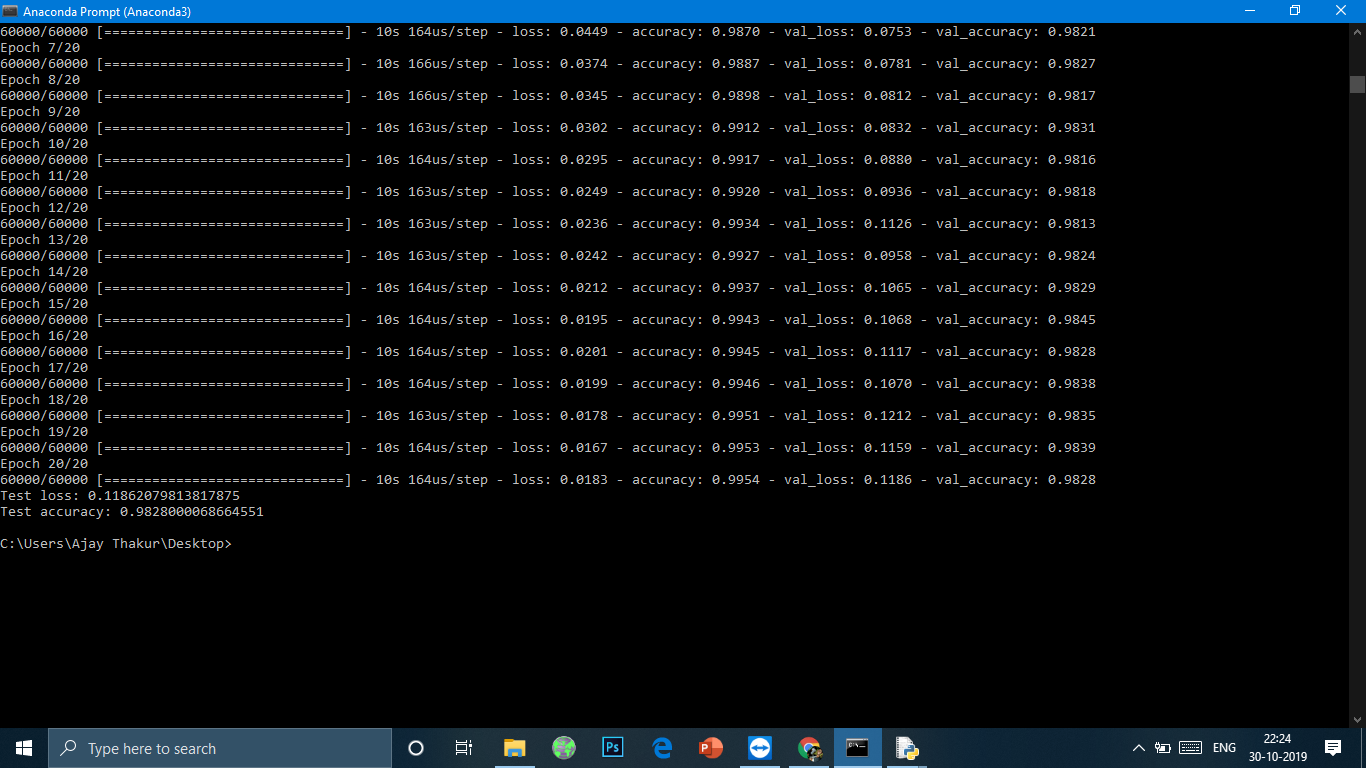 Anaconda Prompt (Anaconda3)
60000/60000 [==============================] - 10s 164us/step - loss: 0.0449 - accuracy: 0.9870 - val_loss: 0.0753 - val_accuracy: 0.9821
Epoch 7/20
60000/60000 [==============================] - 10s 166us/step - loss: 0.0374 - accuracy: 0.9887 - val_loss: 0.0781 - val_accuracy: 0.9827
Epoch 8/20
60000/60000 [==============================] - 10s 166us/step - loss: 0.0345 - accuracy: 0.9898 - val_loss: 0.0812 - val_accuracy: 0.9817
Epoch 9/20
60000/60000 [==============================] - 10s 163us/step - loss: 0.0302 - accuracy: 0.9912 - val_loss: 0.0832 - val_accuracy: 0.9831
Epoch 10/20
60000/60000 [==============================] - 10s 164us/step - loss: 0.0295 - accuracy: 0.9917 - val_loss: 0.0880 - val_accuracy: 0.9816
Epoch 11/20
60000/60000 [==============================] - 10s 163us/step - loss: 0.0249 - accuracy: 0.9920 - val_loss: 0.0936 - val_accuracy: 0.9818
Epoch 12/20
60000/60000 [==============================] - 10s 163us/step - loss: 0.0236 - accuracy: 0.9934 - val_loss: 0.1126 - val_accuracy: 0.9813
Epoch 13/20
60000/60000 [==============================] - 10s 163us/step - loss: 0.0242 - accuracy: 0.9927 - val_loss: 0.0958 - val_accuracy: 0.9824
Epoch 14/20
60000/60000 [==============================] - 10s 164us/step - loss: 0.0212 - accuracy: 0.9937 - val_loss: 0.1065 - val_accuracy: 0.9829
Epoch 15/20
60000/60000 [==============================] - 10s 164us/step - loss: 0.0195 - accuracy: 0.9943 - val_loss: 0.1068 - val_accuracy: 0.9845
Epoch 16/20
60000/60000 [==============================] - 10s 164us/step - loss: 0.0201 - accuracy: 0.9945 - val_loss: 0.1117 - val_accuracy: 0.9828
Epoch 17/20
60000/60000 [==============================] - 10s 164us/step - loss: 0.0199 - accuracy: 0.9946 - val_loss: 0.1070 - val_accuracy: 0.9838
Epoch 18/20
60000/60000 [==============================] - 10s 163us/step - loss: 0.0178 - accuracy: 0.9951 - val_loss: 0.1212 - val_accuracy: 0.9835
Epoch 19/20
60000/60000 [==============================] - 10s 164us/step - loss: 0.0167 - accuracy: 0.9953 - val_loss: 0.1159 - val_accuracy: 0.9839
Epoch 20/20
60000/60000 [==============================] - 10s 164us/step - loss: 0.0183 - accuracy: 0.9954 - val_loss: 0.1186 - val_accuracy: 0.9828
Test loss: 0.11862079813817875
Test accuracy: 0.9828000068664551
C:\Users\Ajay Thakur\Desktop>
Type here to search
Ps
ENG
22:24
30-10-2019